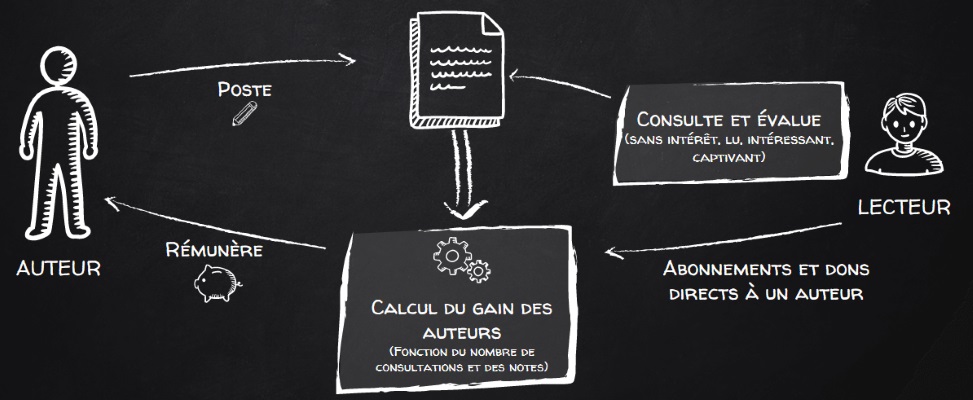 Poste
Consulte et évalue
(sans intérêt, lu, intéressant,
captivant)
LECTEUR
AUTEUR
Rémunère
Abonnements et dons
directs à un auteur
Calcul du gain des
auteurs
(Fonction du nombre de
consultations et des notes)